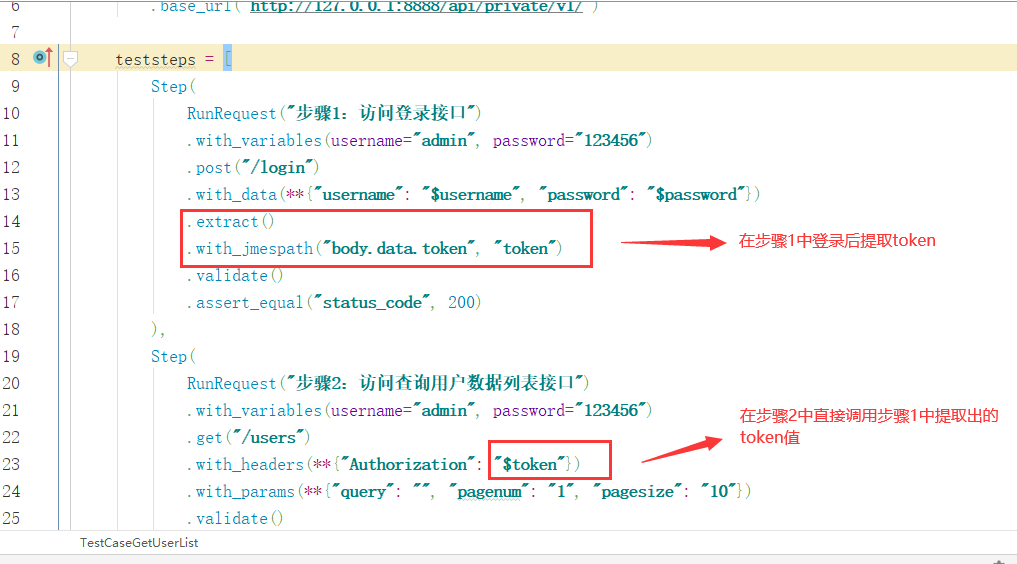 6 .base_url("http://127.0.0.1:8888/api/private/v1/")
7
8 teststeps = [
9 Step(
10 RunRequest("步骤1：访问登录接口")
11 .with_variables(username="admin", password="123456")
12 .post("/login")
13 .with_data(**{"username": "$username", "password": "$password"})
14 .extract()
15 .with_jmespath("body.data.token", "token")
在步骤1中登录后提取token
16 .validate()
17 .assert_equal("status_code", 200)
18 ),
19 Step(
20 RunRequest("步骤2：访问查询用户数据列表接口")
21 .with_variables(username="admin", password="123456")
22 .get("/users")
23 .with_headers(**{"Authorization": "$token"})
在步骤2中直接调用步骤1中提取出的
token值
24 .with_params(**{"query": "", "pagenum": "1", "pagesize": "10"})
25 .validate()
TestCaseGetUserList